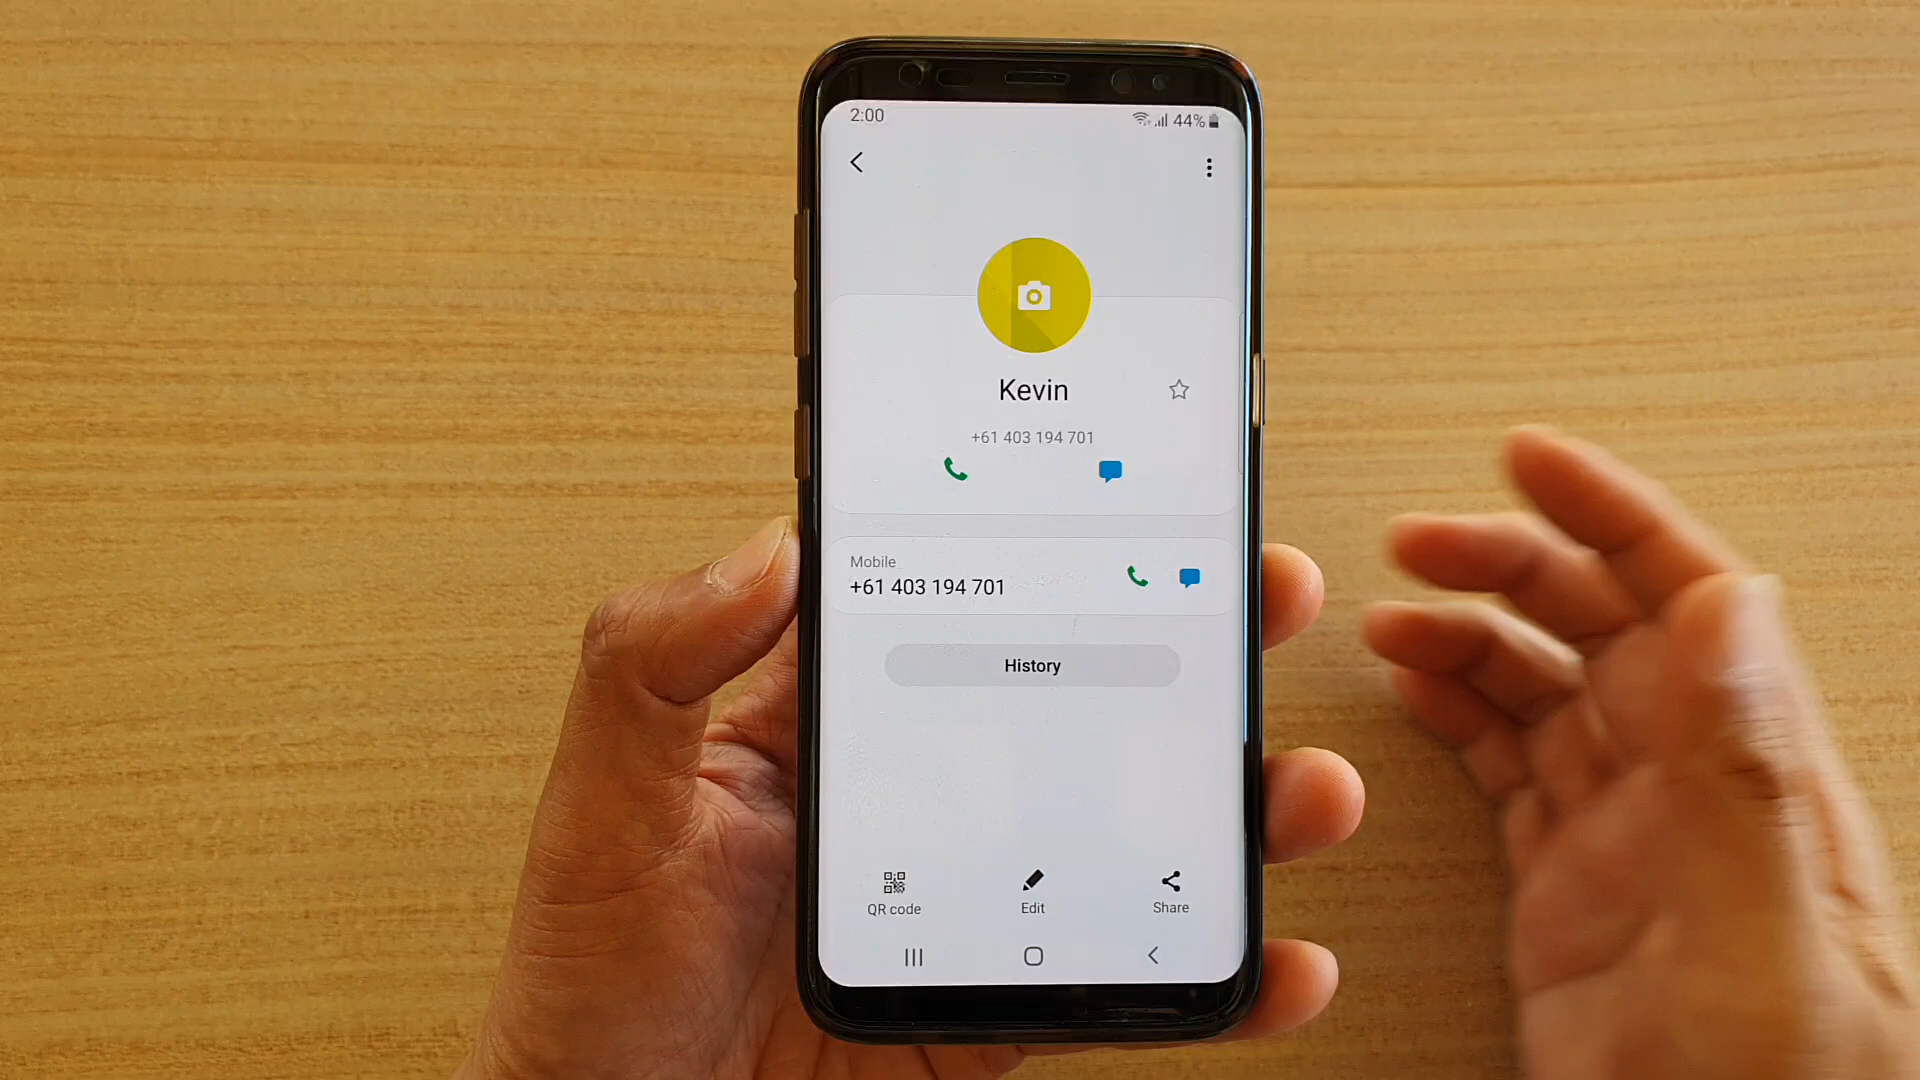 2:00
44%
Kevin
+61 403 194 701
Mobile
+61 403 194 701
History
QR code
Edit
Share